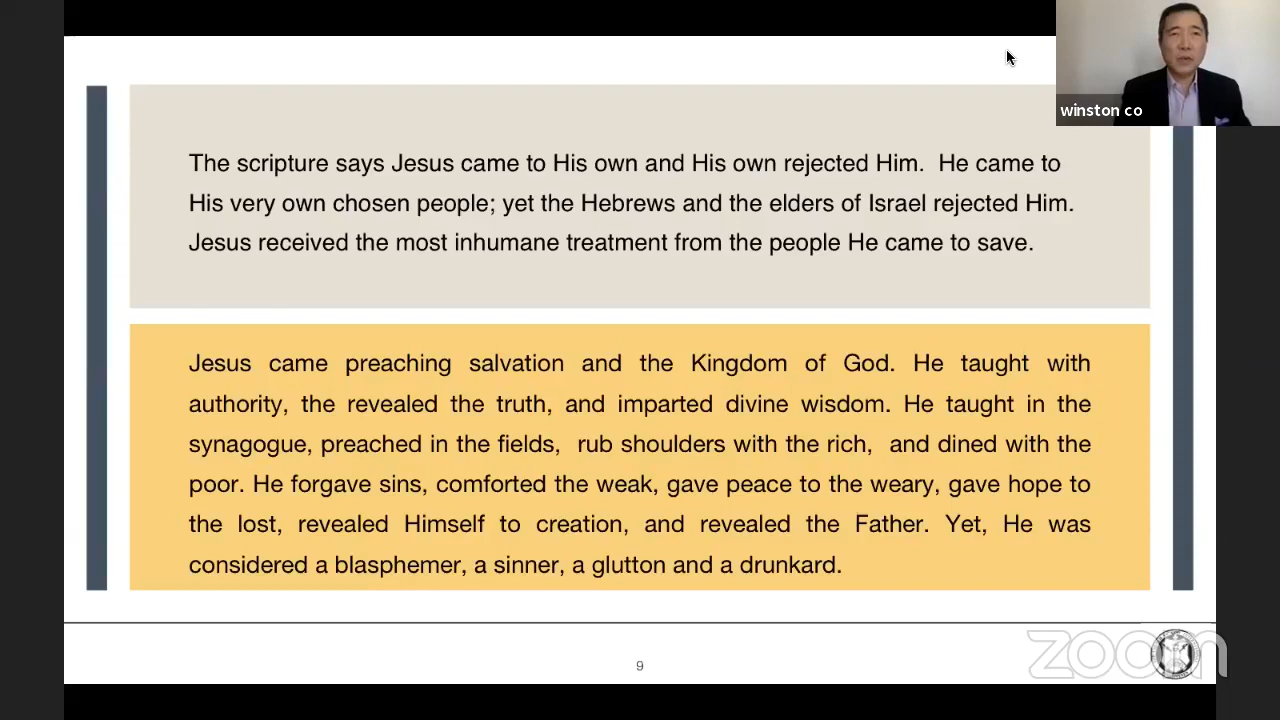 winston co
The scripture says Jesus came to His own and His own rejected Him.  He came to
His very own chosen people; yet the Hebrews and the elders of Israel rejected Him.
Jesus received the most inhumane treatment from the people He came to save.
Jesus came preaching salvation and the Kingdom of God. He taught with
authority, the revealed the truth, and imparted divine wisdom. He taught in the
synagogue, preached in the fields,  rub shoulders with the rich,  and dined with the
poor. He forgave sins, comforted the weak, gave peace to the weary, gave hope to
the lost, revealed Himself to creation, and revealed the Father. Yet, He was
considered a blasphemer, a sinner, a glutton and a drunkard.
9
zoom